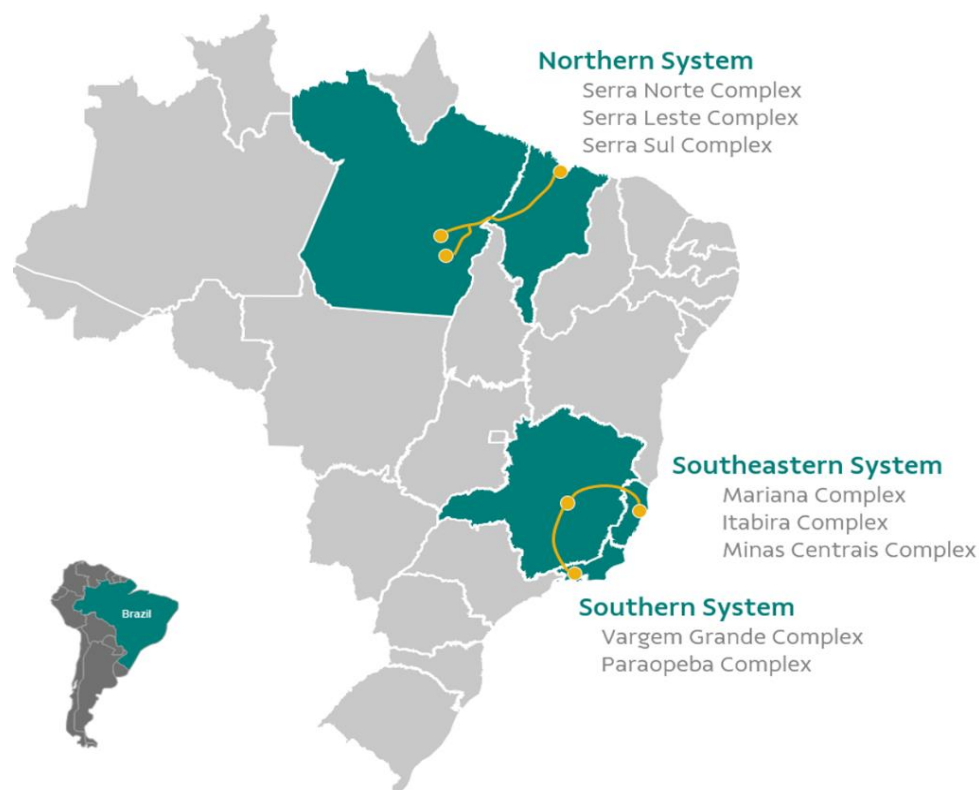 Northern System
Serra Norte Complex
Serra Leste Complex
Serra Sul Complex
Southeastern System
Mariana Complex
Itabira Complex
Minas Centrais Complex
Southern System
Vargem Grande Complex
Paraopeba Complex
Brazil